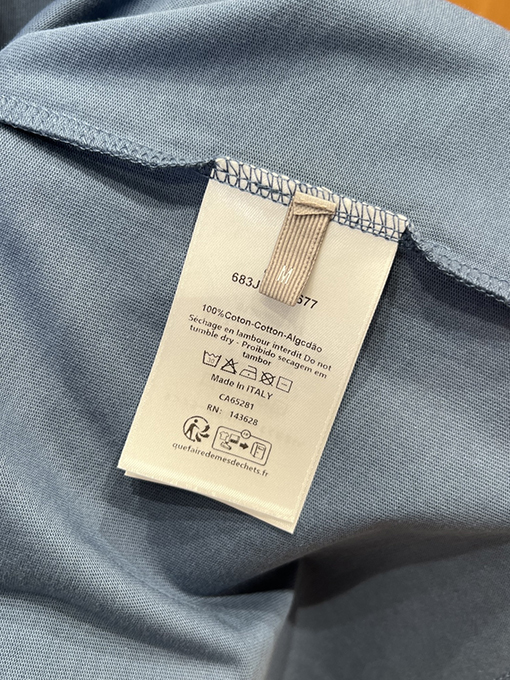 M
683J
677
100%Coton-Cotton-Algodão
Séchage en tambour interdit Do not
tumble dry - Proibido secagem em
tambor
Made in ITALY
CA65281
RN: 143628
quefairedemesdechets.fr